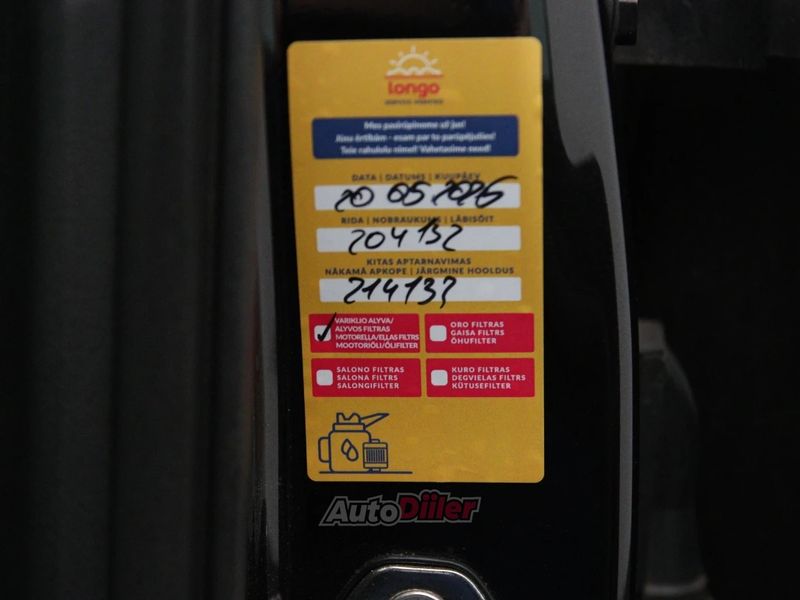 longo
Mes pasirūpinome už jus!
Jūsu ērtībām - esam par to parūpējušies!
Teie rahulolu nimel! Vahetasime need!
DATA | DATUMS | KUUPÄEV
20 05 2026
RIDA | NOBRAUKUMS | LÄBISÕIT
204132
KITAS APTARNAVIMAS
NĀKAMĀ APKOPE | JÄRGMINE HOOLDUS
214132
VARIKLIO ALYVA/
ALYVOS FILTRAS
MOTOREĻĻA/EĻĻAS FILTRS
MOOTORIÕLI/ÕLIFILTER
ORO FILTRAS
GAISA FILTRS
ÕHUFILTER
SALONO FILTRAS
SALONA FILTRS
SALONGIFILTER
KURO FILTRAS
DEGVIELAS FILTRS
KÜTUSEFILTER
AutoDiiler